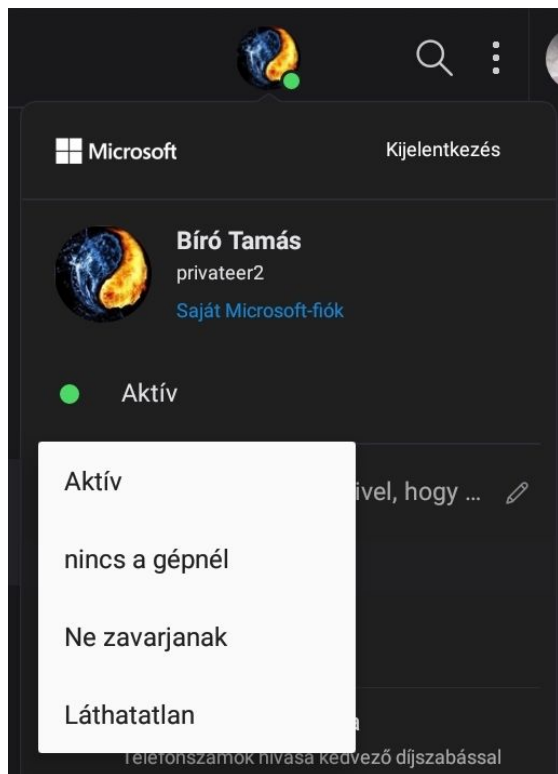 Microsoft
Kijelentkezés
Bíró Tamás
privateer2
Saját Microsoft-fiók
Aktív
Aktív
ivel, hogy ...
nincs a gépnél
Ne zavarjanak
Láthatatlan
a
Telefonszámok hívása kedvező díjszabással